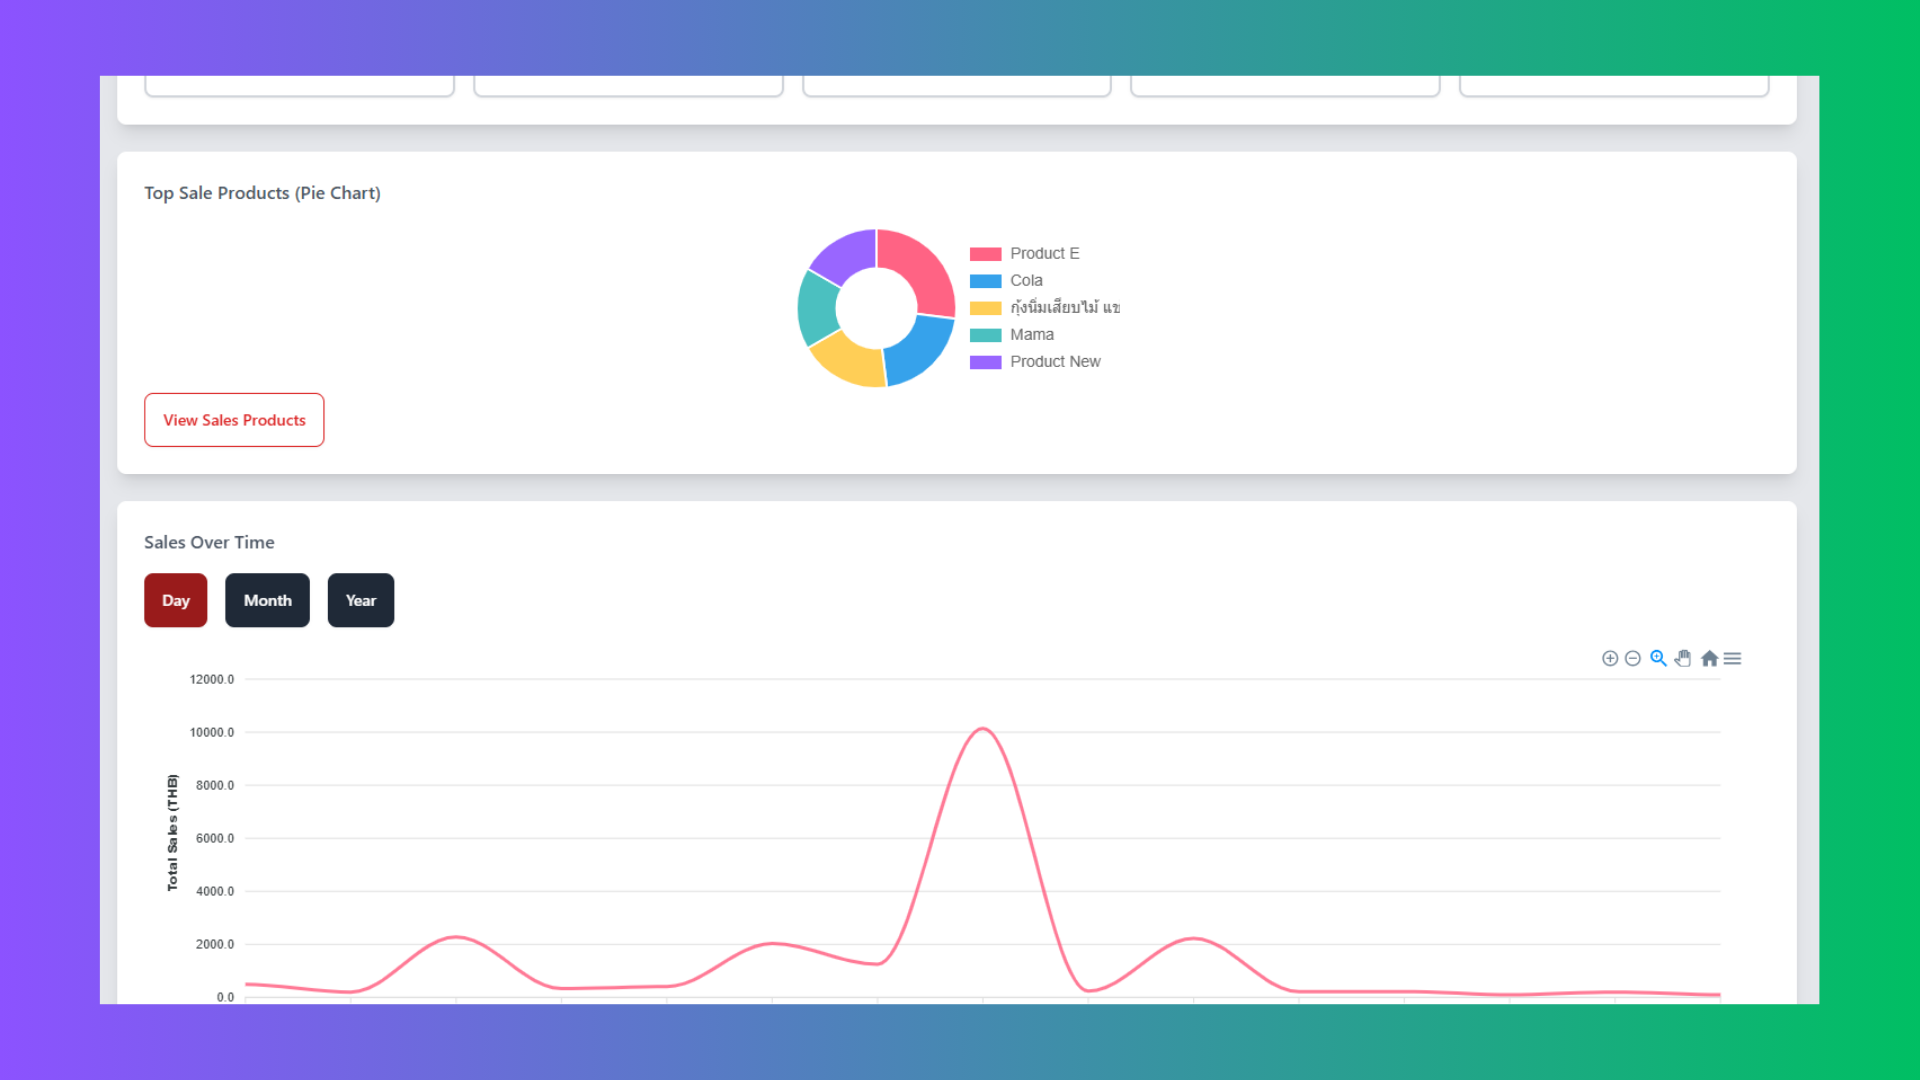 Top Sale Products (Pie Chart)
Product E
Cola
กุ้งนิ่มเสียบไม้ แช
Mama
Product New
View Sales Products
Sales Over Time
Day
Month
Year
12000.0
10000.0
8000.0
6000.0
4000.0
2000.0
0.0
Total Sales (THB)